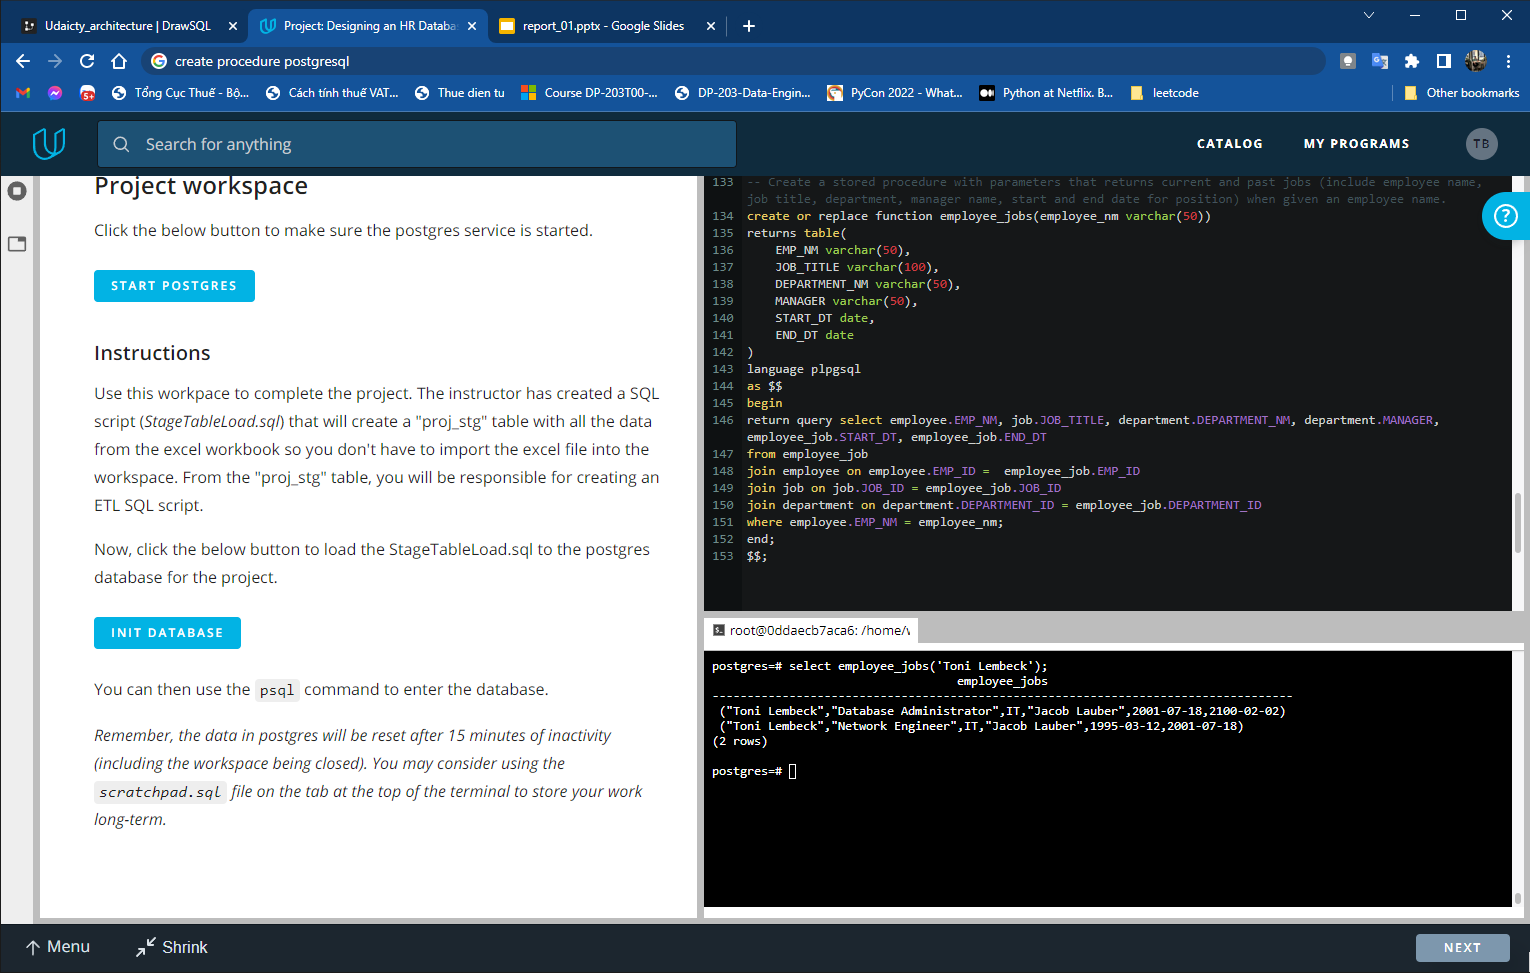 Udaicty_architecture | DrawSQL
Project: Designing an HR Databa
report_01.pptx - Google Slides
create procedure postgresql
Tổng Cục Thuế - Bộ...
Cách tính thuế VAT...
Thue dien tu
Course DP-203T00-...
DP-203-Data-Engin...
PyCon 2022 - What...
Python at Netflix. B...
leetcode
Other bookmarks
Search for anything
CATALOG
MY PROGRAMS
TB
Project workspace
Click the below button to make sure the postgres service is started.
START POSTGRES
Instructions
Use this workpace to complete the project. The instructor has created a SQL
script (StageTableLoad.sql) that will create a "proj_stg" table with all the data
from the excel workbook so you don't have to import the excel file into the
workspace. From the "proj_stg" table, you will be responsible for creating an
ETL SQL script.
Now, click the below button to load the StageTableLoad.sql to the postgres
database for the project.
INIT DATABASE
You can then use the psql command to enter the database.
Remember, the data in postgres will be reset after 15 minutes of inactivity
(including the workspace being closed). You may consider using the
scratchpad.sql file on the tab at the top of the terminal to store your work
long-term.
133 -- Create a stored procedure with parameters that returns current and past jobs (include employee name,
job title, department, manager name, start and end date for position) when given an employee name.
134 create or replace function employee_jobs(employee_nm varchar(50))
135 returns table(
136 EMP_NM varchar(50),
137 JOB_TITLE varchar(100),
138 DEPARTMENT_NM varchar(50),
139 MANAGER varchar(50),
140 START_DT date,
141 END_DT date
142 )
143 language plpgsql
144 as $$
145 begin
146 return query select employee.EMP_NM, job.JOB_TITLE, department.DEPARTMENT_NM, department.MANAGER,
employee_job.START_DT, employee_job.END_DT
147 from employee_job
148 join employee on employee.EMP_ID =  employee_job.EMP_ID
149 join job on job.JOB_ID = employee_job.JOB_ID
150 join department on department.DEPARTMENT_ID = employee_job.DEPARTMENT_ID
151 where employee.EMP_NM = employee_nm;
152 end;
153 $$;
root@0ddaecb7aca6: /home/w
postgres=# select employee_jobs('Toni Lembeck');
employee_jobs
-----------------------------------------------------------------------------------
("Toni Lembeck","Database Administrator",IT,"Jacob Lauber",2001-07-18,2100-02-02)
("Toni Lembeck","Network Engineer",IT,"Jacob Lauber",1995-03-12,2001-07-18)
(2 rows)
postgres=#
Menu
Shrink
NEXT